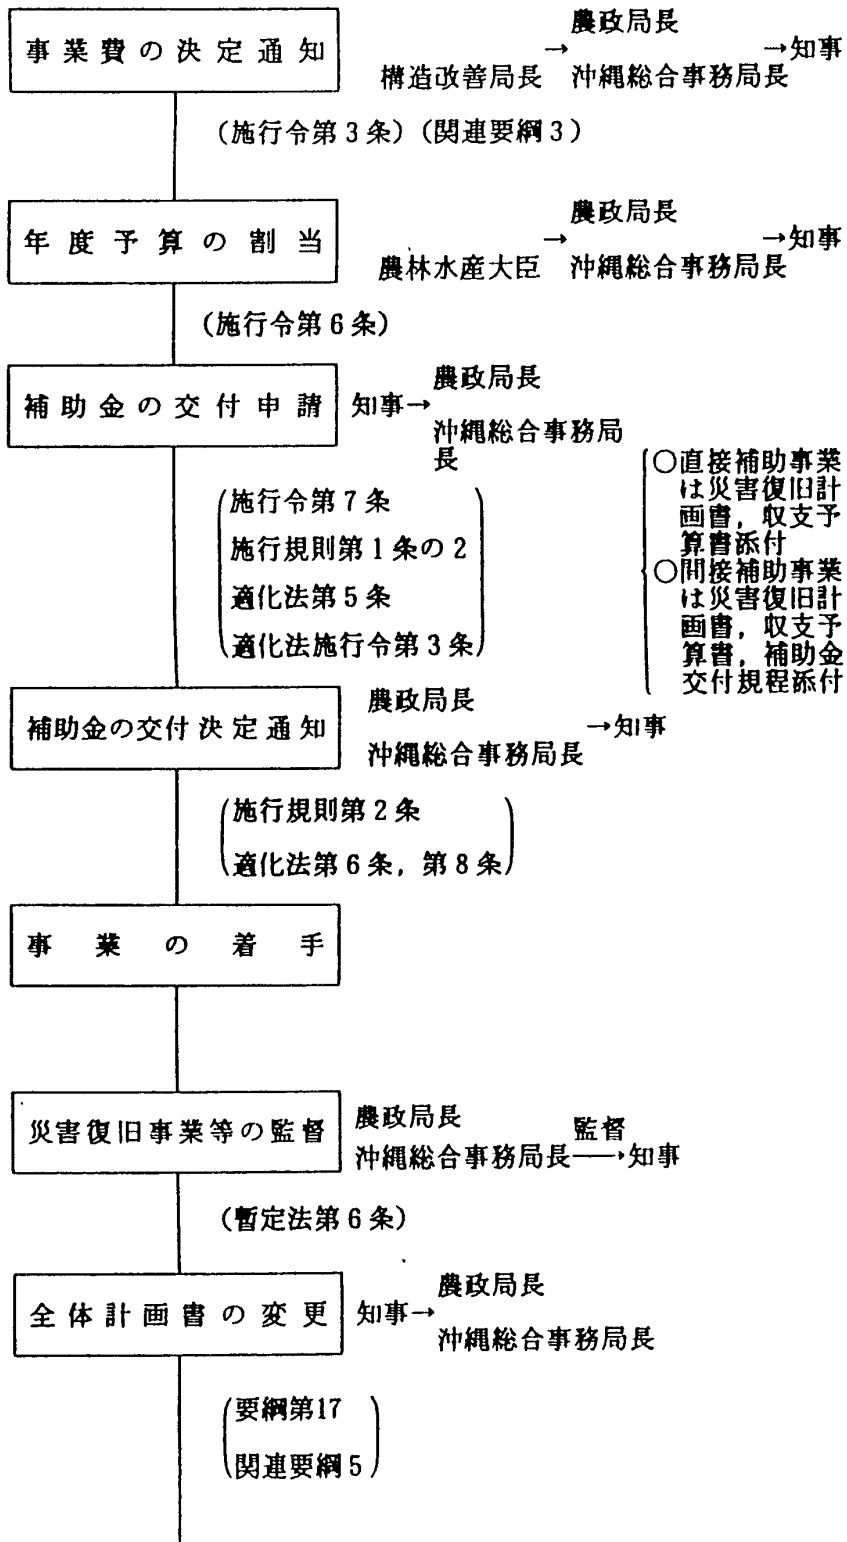 事業費の決定通知
構造改善局長→農政局長
沖縄総合事務局長→知事
(施行令第3条)(関連要綱3)
年度予算の割当
農林水産大臣→農政局長
沖縄総合事務局長→知事
(施行令第6条)
補助金の交付申請
知事→農政局長
沖縄総合事務局
長
施行令第7条
施行規則第1条の2
適化法第5条
適化法施行令第3条
○直接補助事業
は災害復旧計
画書,収支予
算書添付
○間接補助事業
は災害復旧計
画書,収支予
算書,補助金
交付規程添付
補助金の交付決定通知
農政局長
沖縄総合事務局長→知事
施行規則第2条
適化法第6条,第8条
事業の着手
災害復旧事業等の監督
農政局長
監督
沖縄総合事務局長→知事
(暫定法第6条)
全体計画書の変更
知事→農政局長
沖縄総合事務局長
要綱第17
関連要綱5